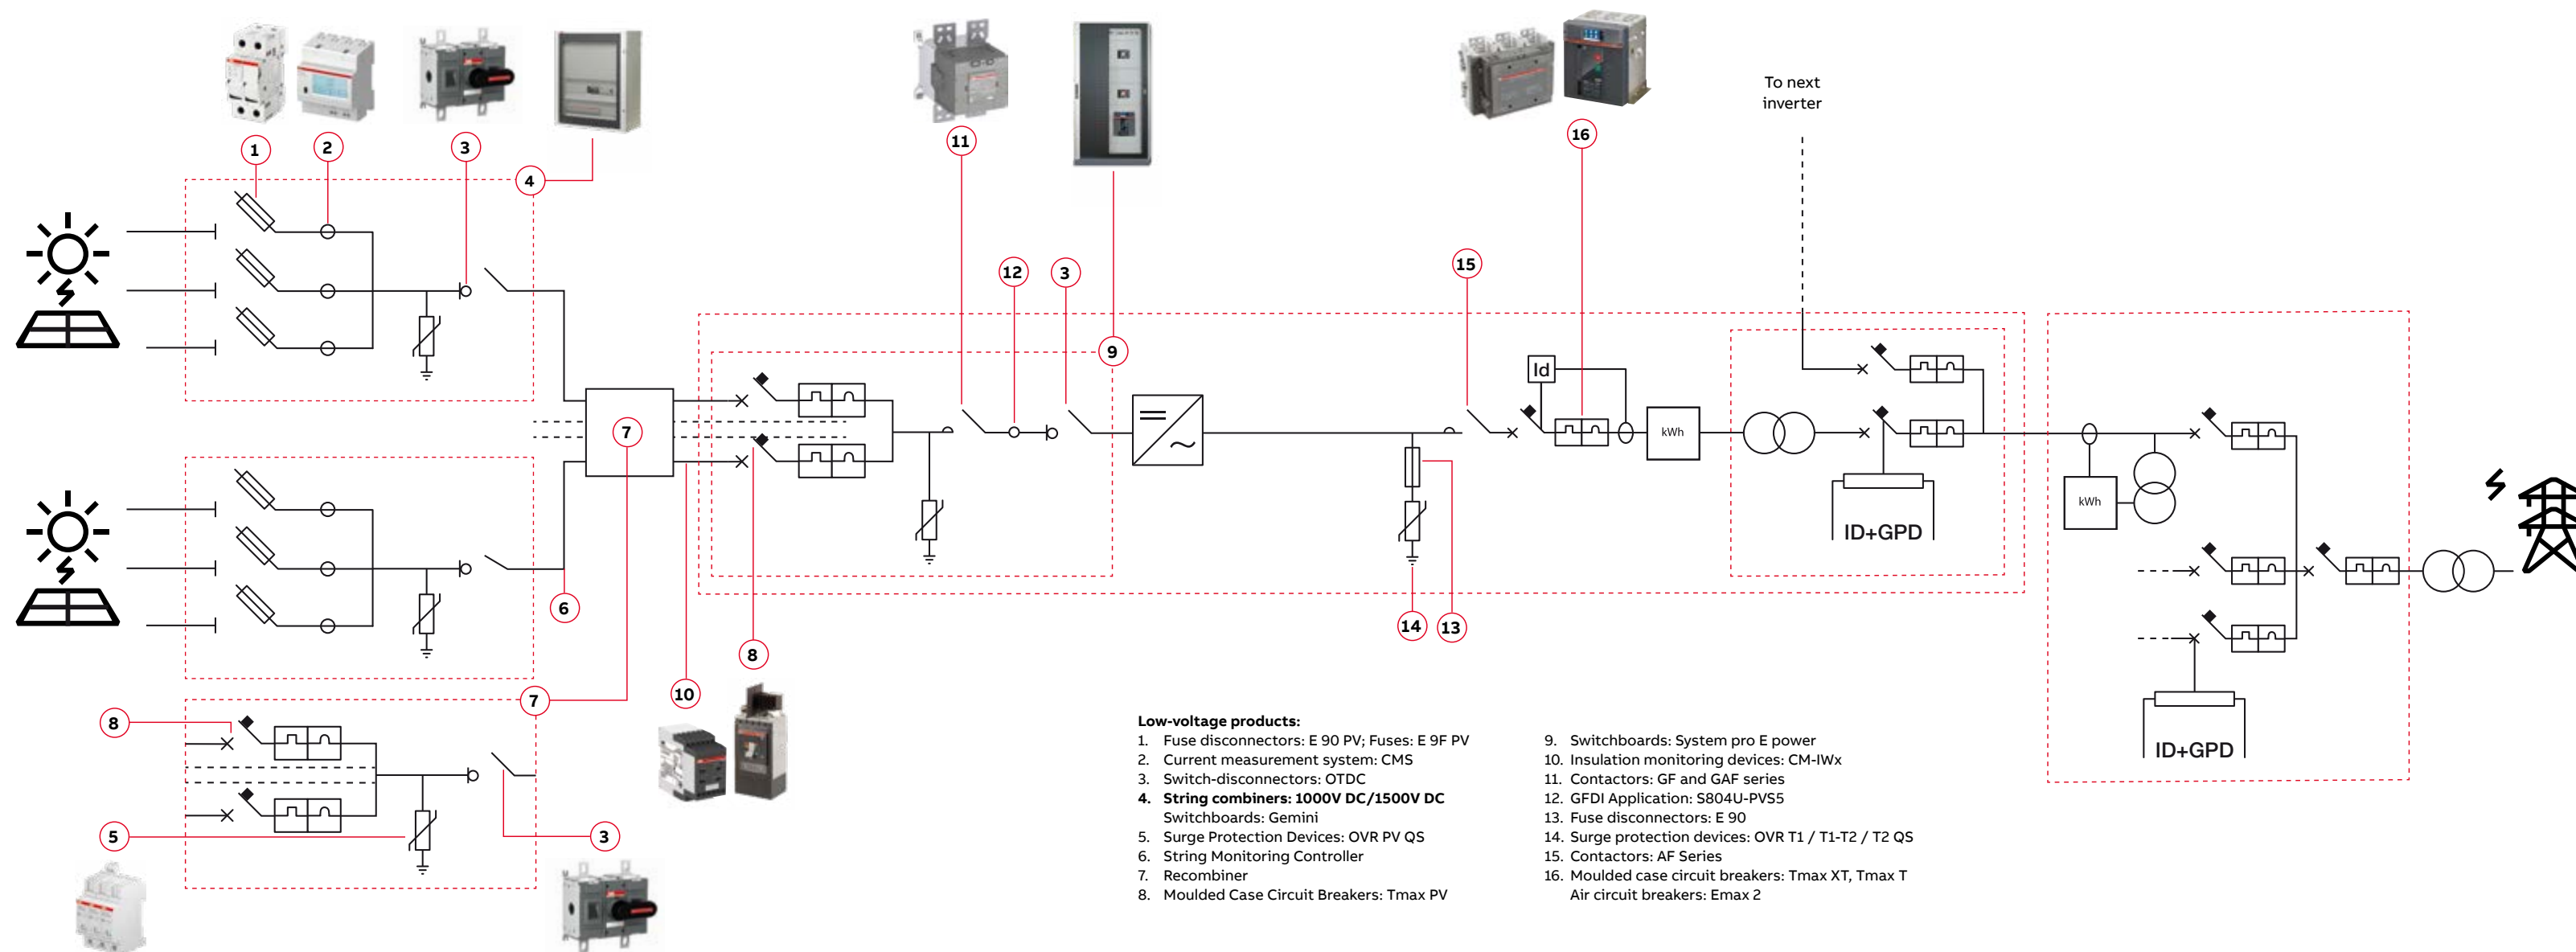 To next
inverter
1
2
3
4
11
16
12
3
15
9
Id
kWh
7
ID+GPD
kWh
6
14
13
8
10
7
8
5
3
ID+GPD
Low-voltage products:
1. Fuse disconnectors: E 90 PV; Fuses: E 9F PV
2. Current measurement system: CMS
3. Switch-disconnectors: OTDC
4. String combiners: 1000V DC/1500V DC
Switchboards: Gemini
5. Surge Protection Devices: OVR PV QS
6. String Monitoring Controller
7. Recombiner
8. Moulded Case Circuit Breakers: Tmax PV
9. Switchboards: System pro E power
10. Insulation monitoring devices: CM-IWx
11. Contactors: GF and GAF series
12. GFDI Application: S804U-PVS5
13. Fuse disconnectors: E 90
14. Surge protection devices: OVR T1 / T1-T2 / T2 QS
15. Contactors: AF Series
16. Moulded case circuit breakers: Tmax XT, Tmax T
Air circuit breakers: Emax 2